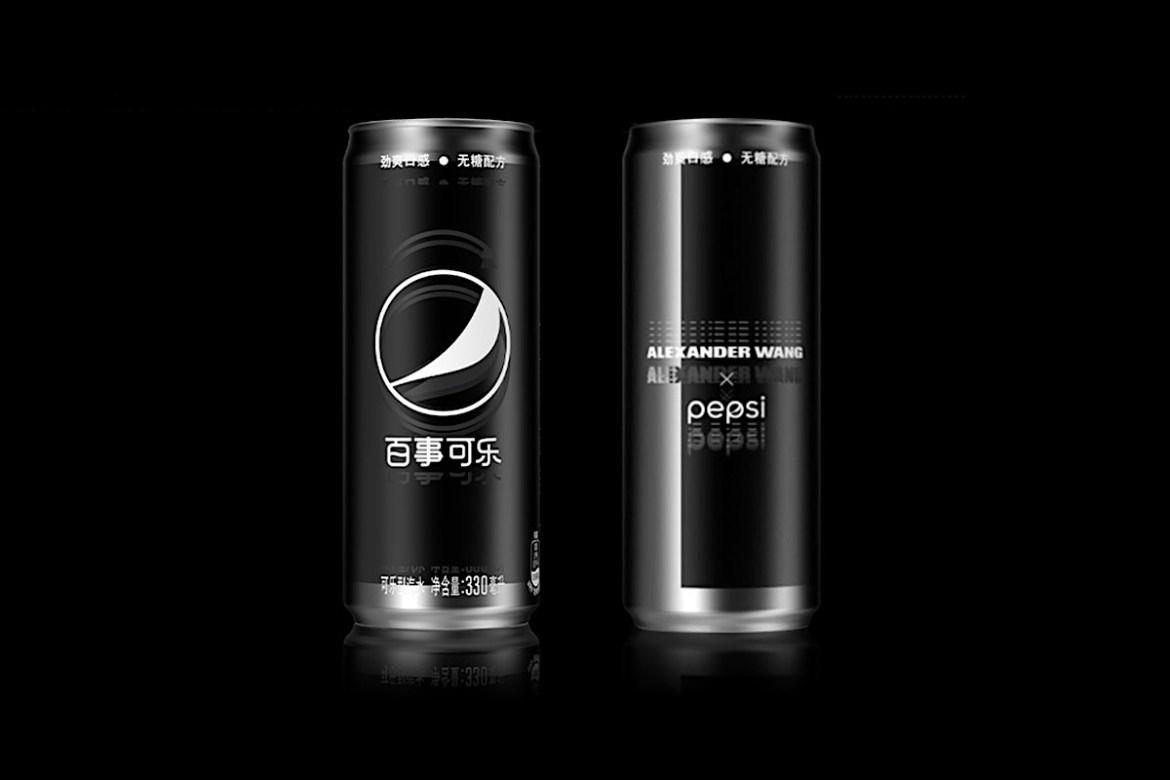 劲爽口感 ● 无糖配方
百事可乐
可乐型汽水 净含量:330毫升
劲爽口感 ● 无糖配方
ALEXANDER WANG
×
pepsi